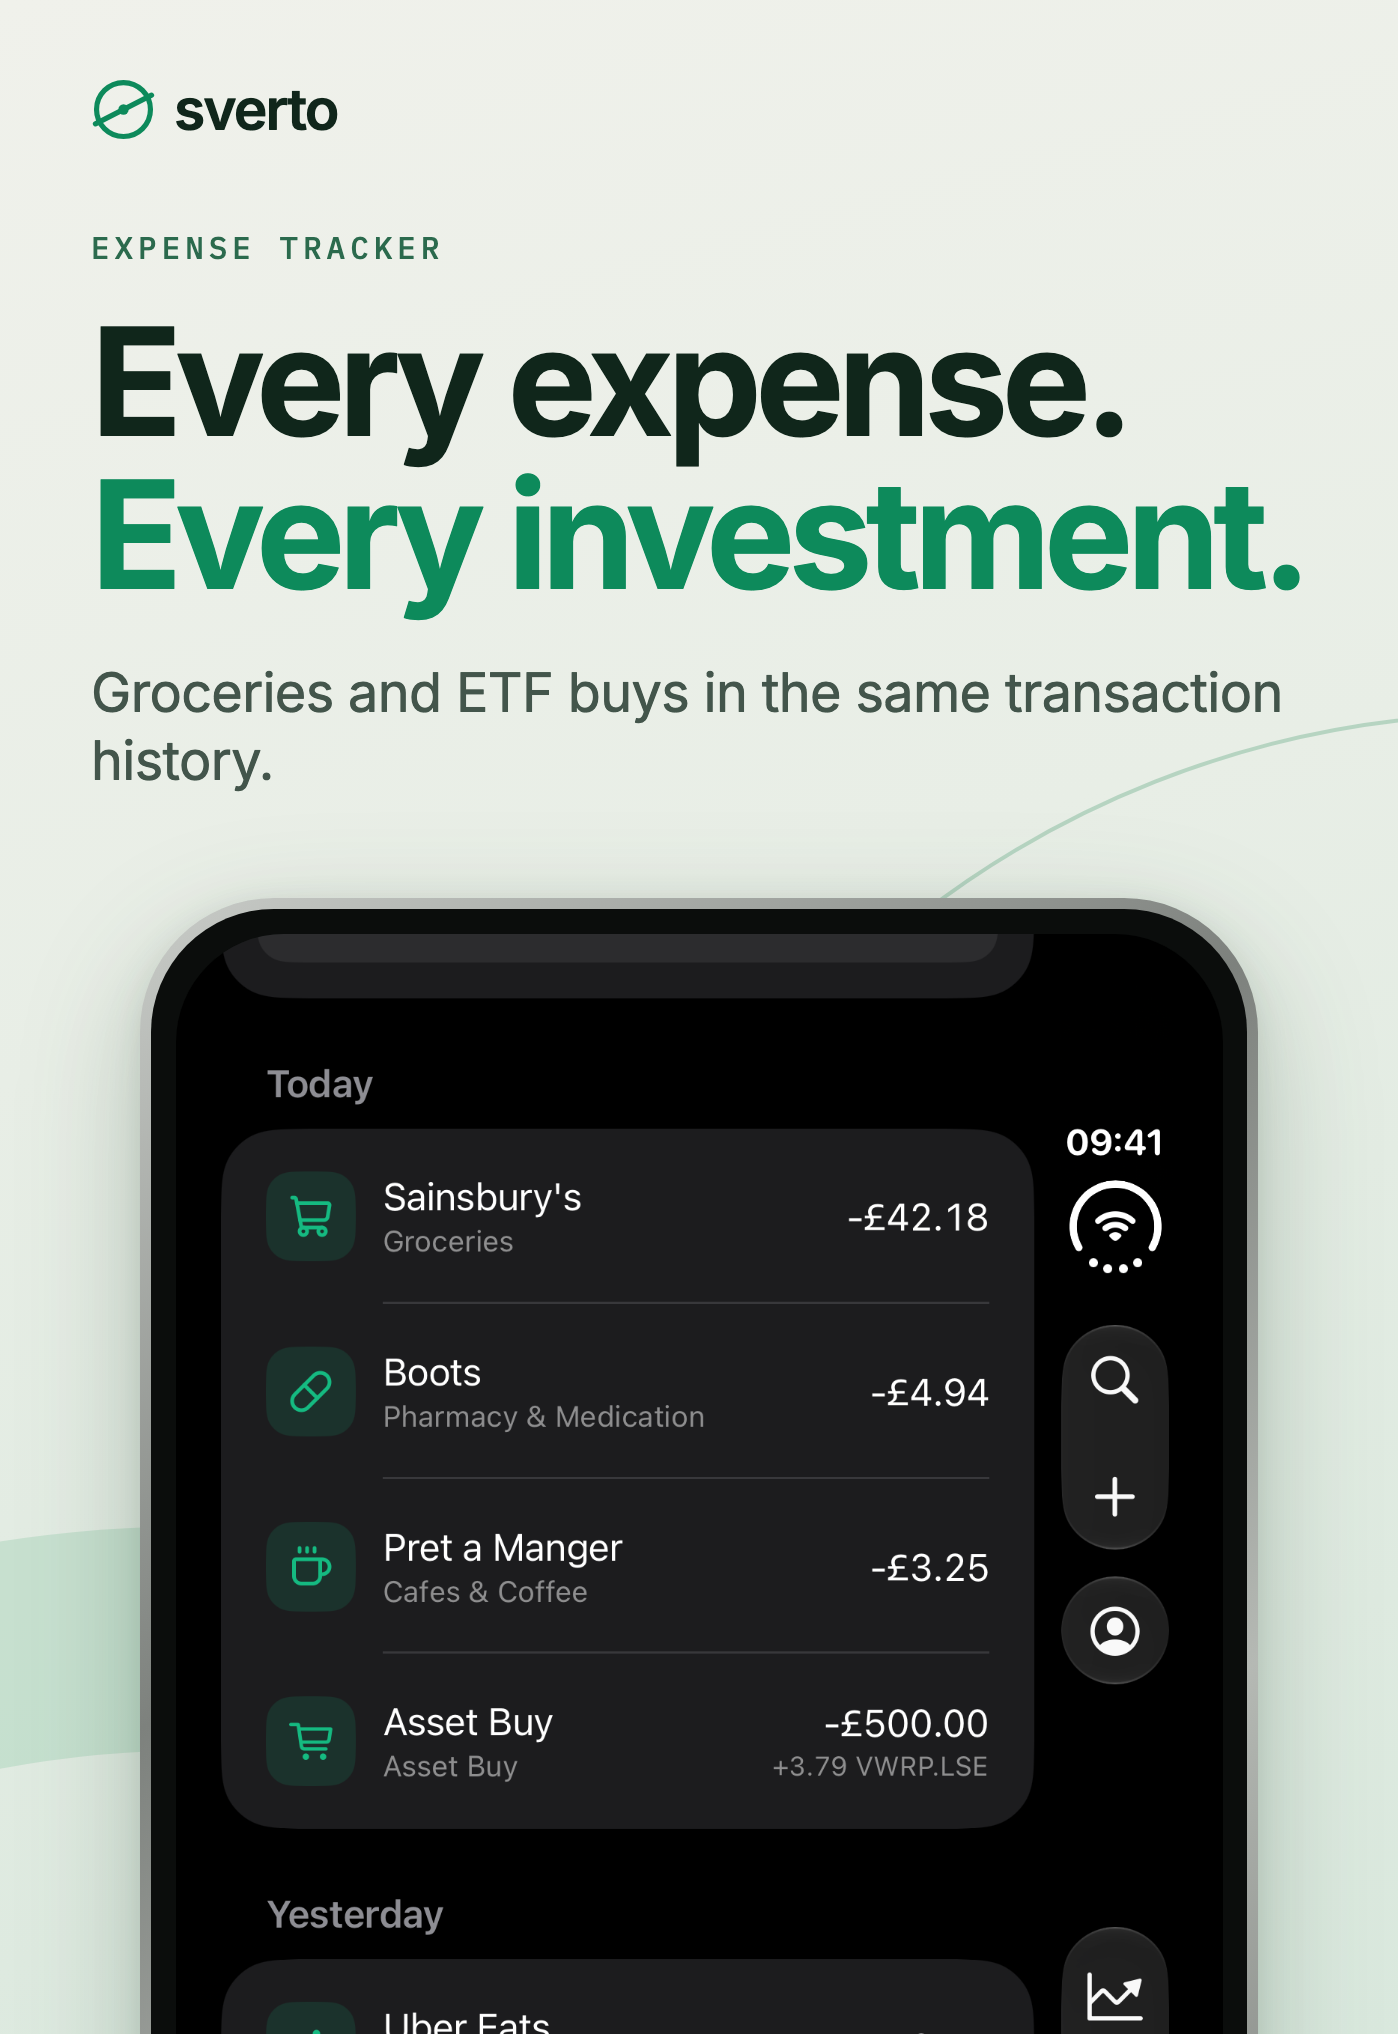 sverto
EXPENSE TRACKER
Every expense.
Every investment.
Groceries and ETF buys in the same transaction
history.
Today
09:41
Sainsbury's
Groceries
-£42.18
Boots
Pharmacy & Medication
-£4.94
Pret a Manger
Cafes & Coffee
-£3.25
Asset Buy
Asset Buy
-£500.00
+3.79 VWRP.LSE
Yesterday
Uber Eats